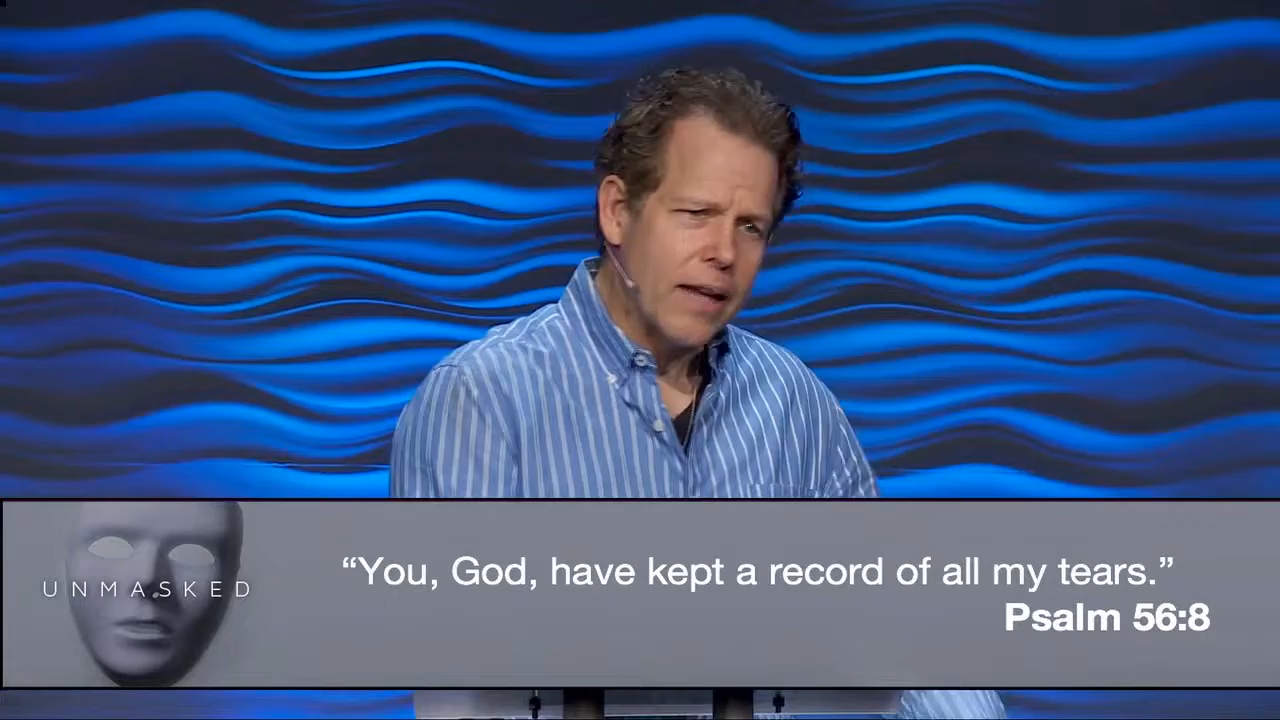 UNMASKED
“You, God, have kept a record of all my tears.”
Psalm 56:8